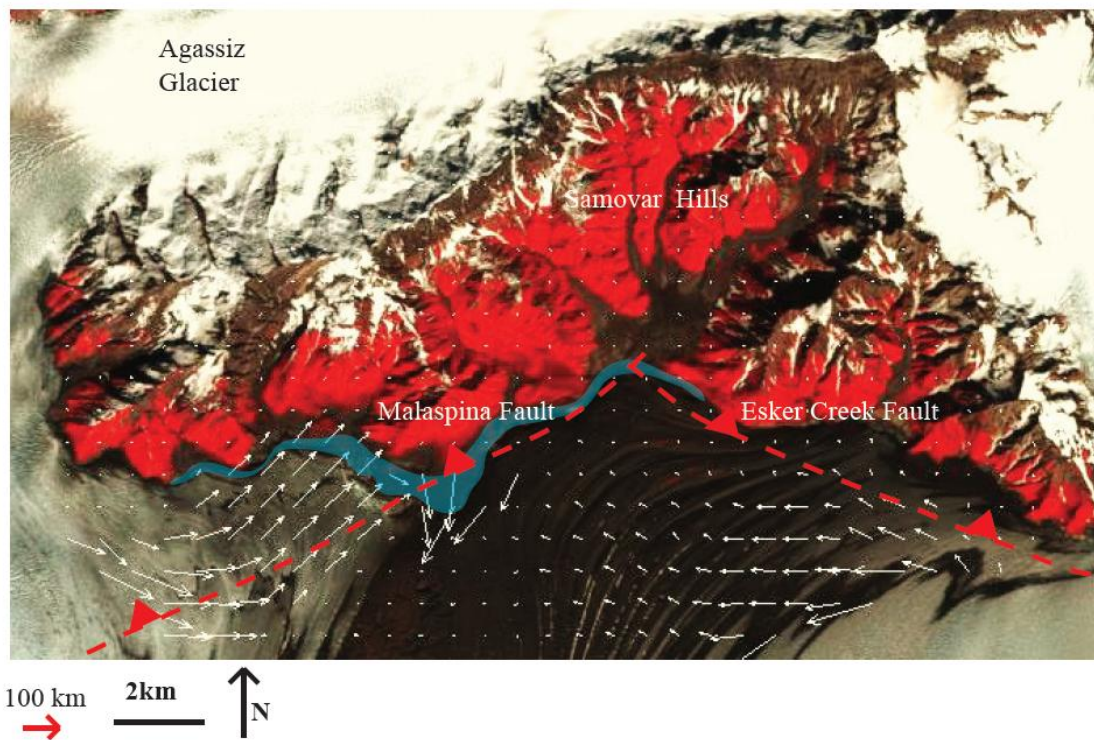 Agassiz
Glacier
Samovar Hills
Malaspina Fault
Esker Creek Fault
100 km
2km
N